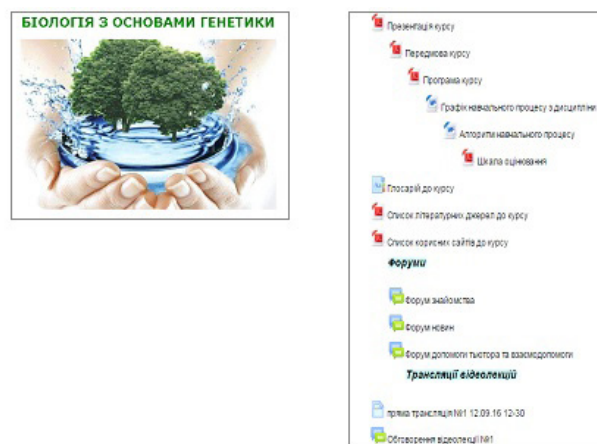 БІОЛОГІЯ З ОСНОВАМИ ГЕНЕТИКИ
Презентація курсу
Передмова курсу
Програма курсу
Графік навчального процесу з дисципліни
Алгоритм навчального процесу
Шкала оцінювання
Глосарій до курсу
Список літературних джерел до курсу
Список корисних сайтів до курсу
Форуми
Форум знайомства
Форум новин
Форум допомоги тьютора та взаємодопомоги
Трансляції відеолекцій
пряма трансляція №1 12.09.16 12-30
Обговорення відеолекції №1